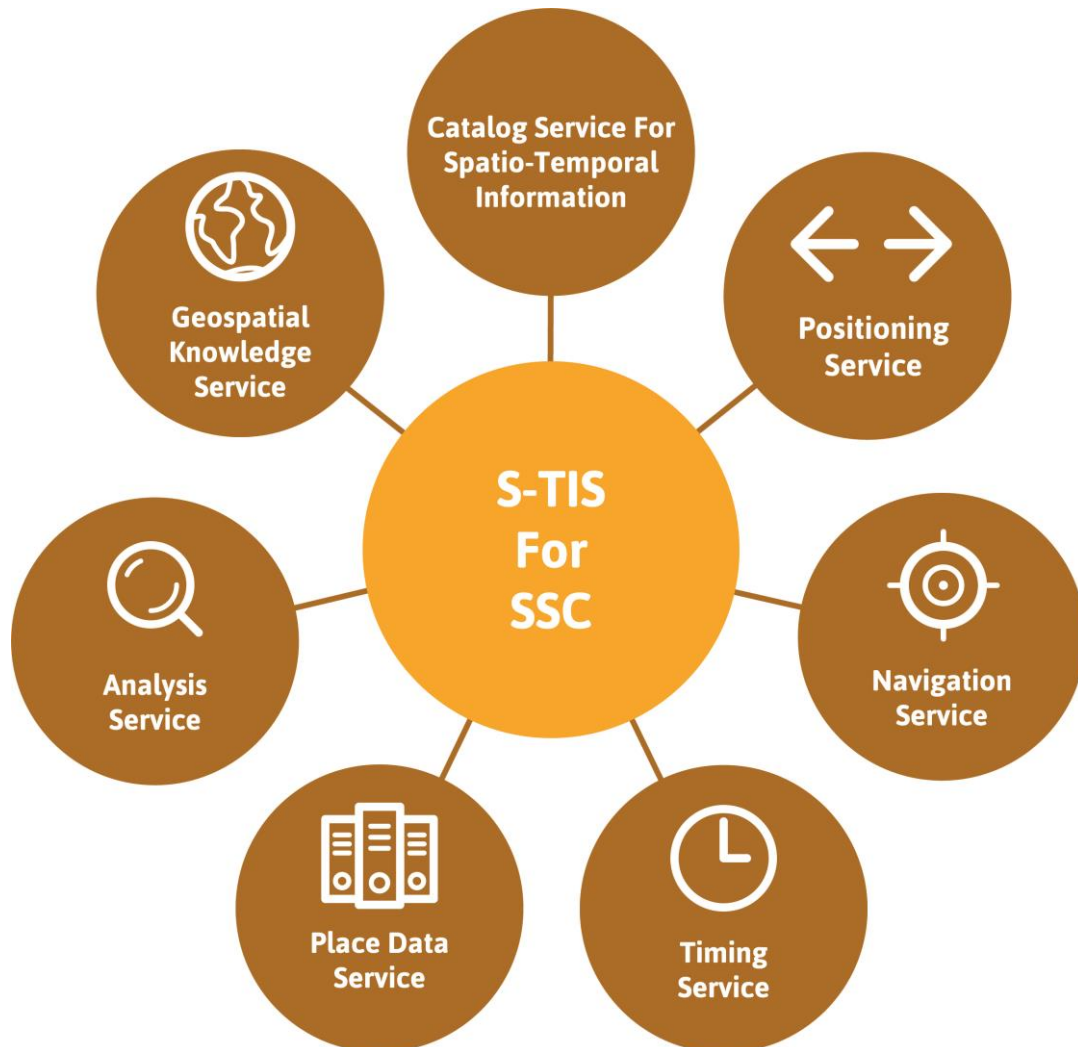 Catalog Service For
Spatio-Temporal
Information
Positioning
Service
Navigation
Service
Timing
Service
Place Data
Service
Analysis
Service
Geospatial
Knowledge
Service
S-TIS
For
SSC